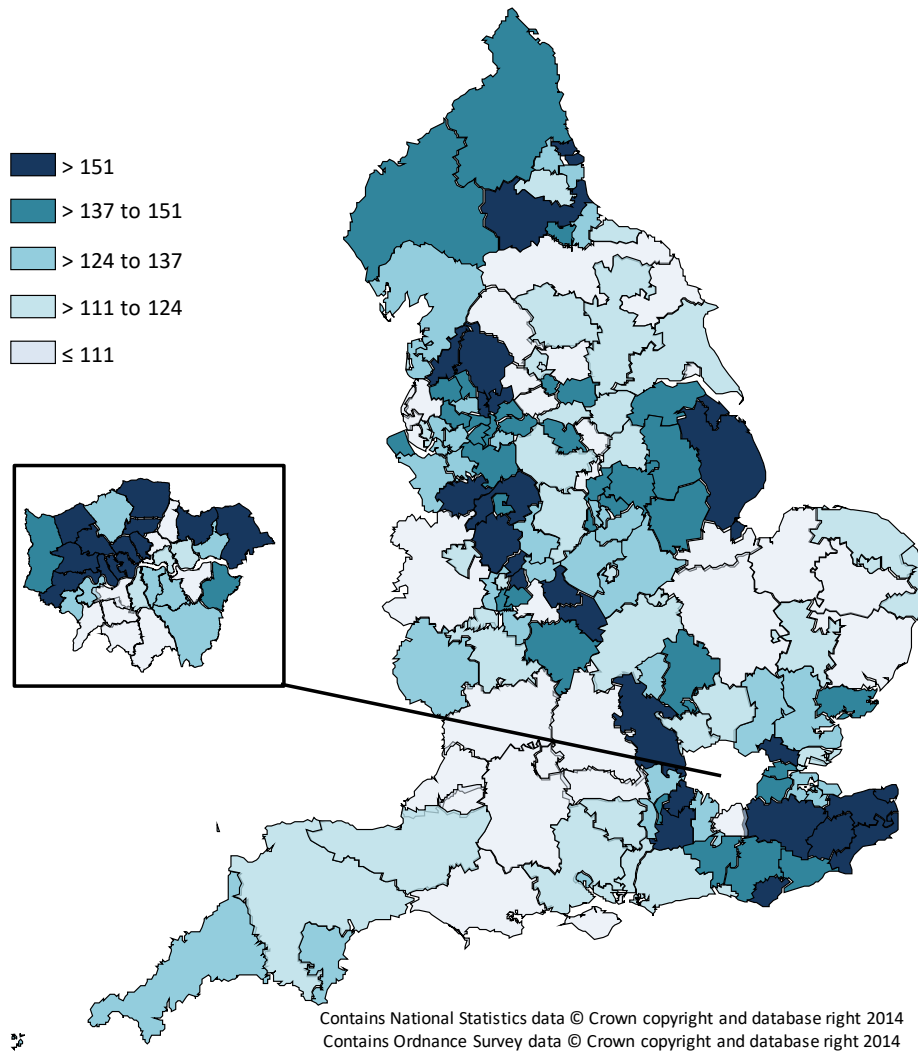 > 151
> 137 to 151
> 124 to 137
> 111 to 124
≤ 111
Contains National Statistics data © Crown copyright and database right 2014
Contains Ordnance Survey data © Crown copyright and database right 2014